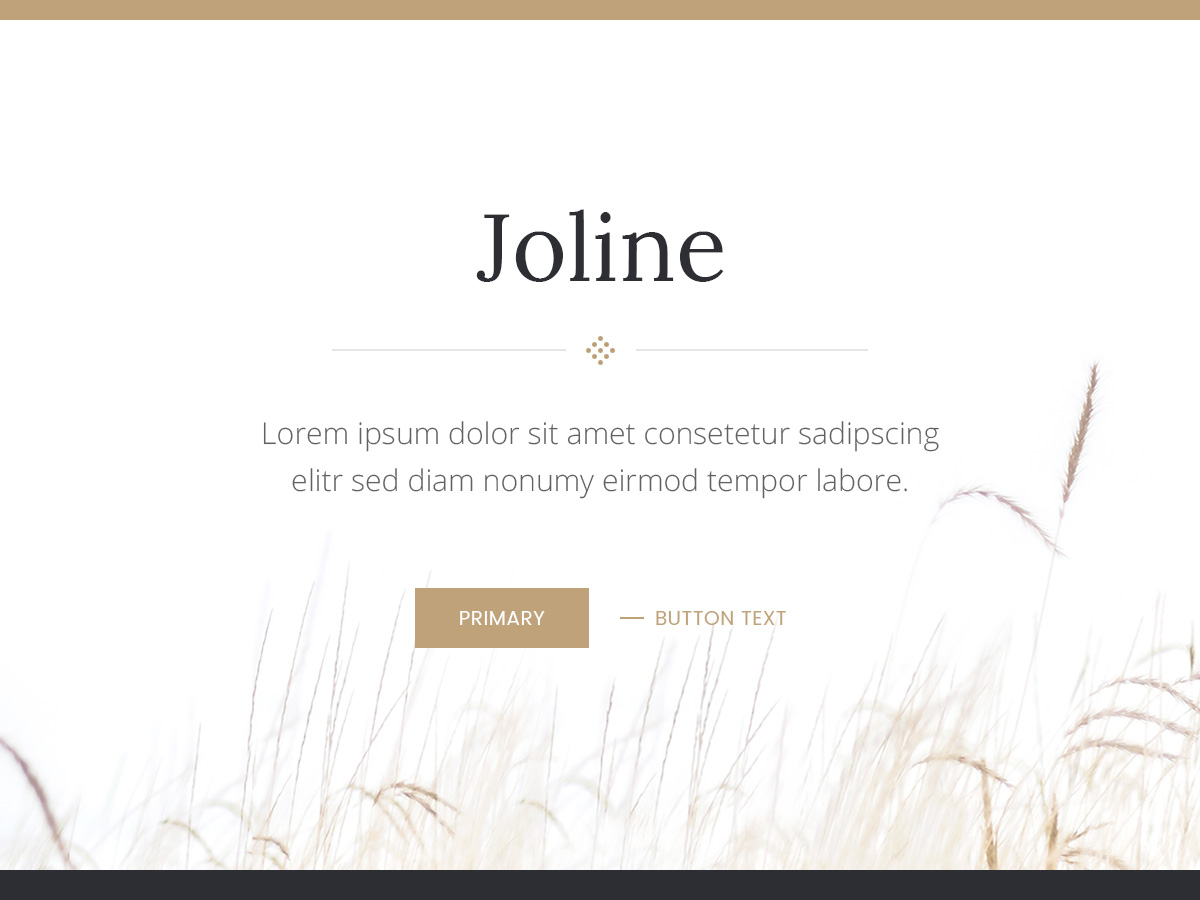 Joline
Lorem ipsum dolor sit amet consetetur sadipscing
elitr sed diam nonumy eirmod tempor labore.
PRIMARY
BUTTON TEXT